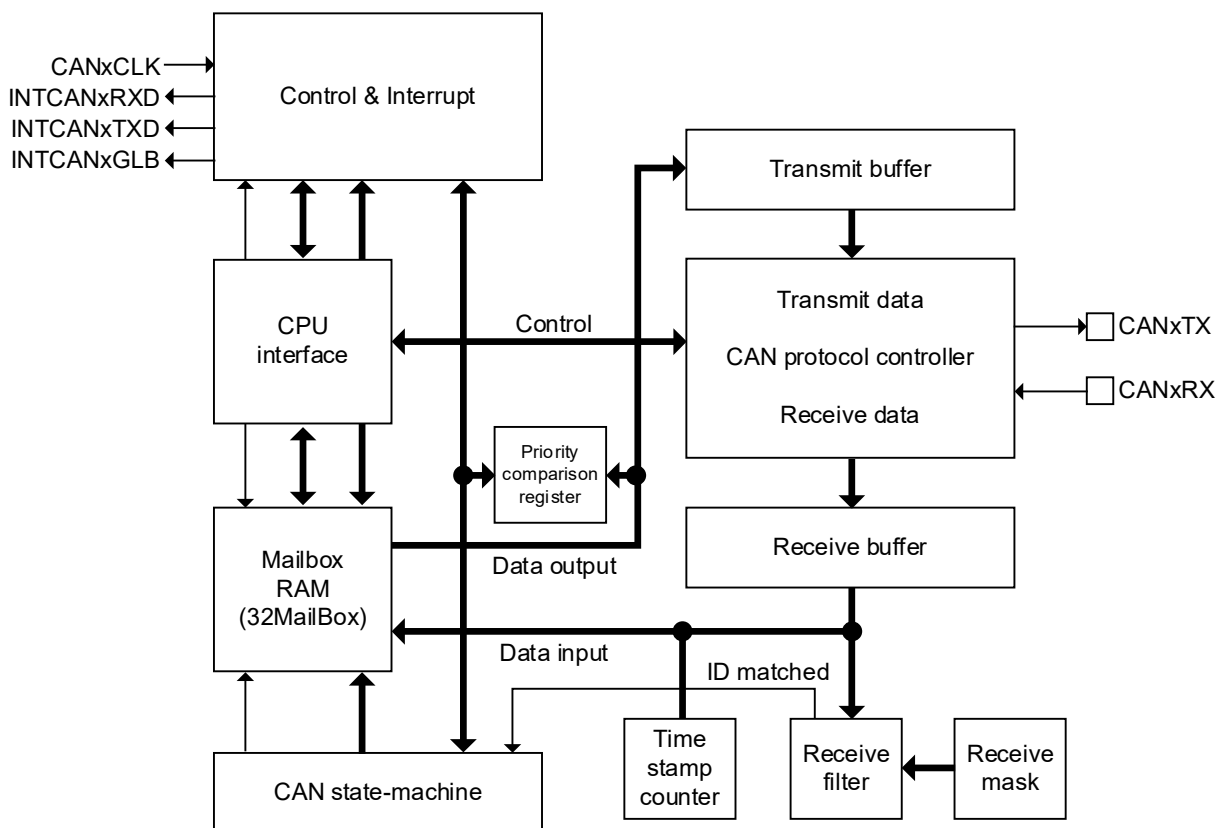 CANxCLK
INTCANxRXD
INTCANxTXD
INTCANxGLB
Control & Interrupt
Transmit buffer
CPU
interface
Control
Transmit data
CAN protocol controller
Receive data
CANxTX
CANxRX
Priority
comparison
register
Mailbox
RAM
(32MailBox)
Data output
Receive buffer
Data input
ID matched
CAN state-machine
Time
stamp
counter
Receive
filter
Receive
mask